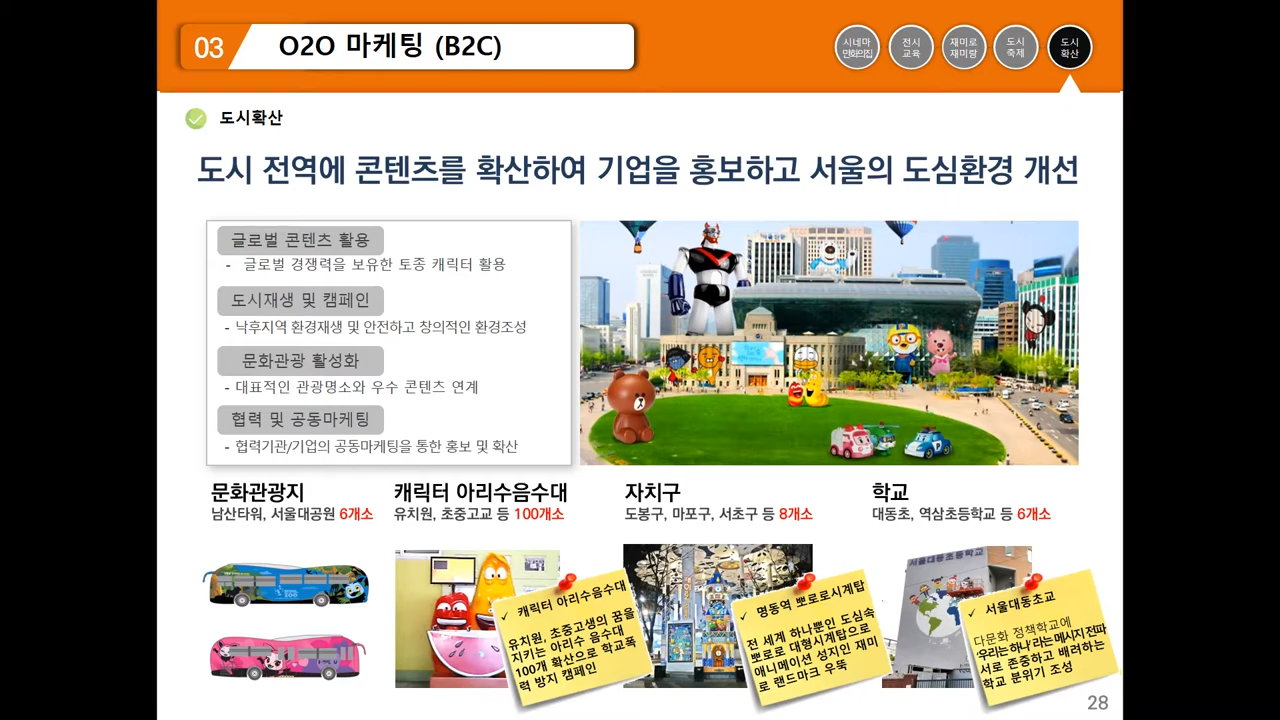 03
O2O 마케팅 (B2C)
시네마
만화의집
전시
교육
재미로
재미랑
도시
축제
도시
확산
도시확산
도시 전역에 콘텐츠를 확산하여 기업을 홍보하고 서울의 도심환경 개선
글로벌 콘텐츠 활용
- 글로벌 경쟁력을 보유한 토종 캐릭터 활용
도시재생 및 캠페인
- 낙후지역 환경재생 및 안전하고 창의적인 환경조성
문화관광 활성화
- 대표적인 관광명소와 우수 콘텐츠 연계
협력 및 공동마케팅
- 협력기관/기업의 공동마케팅을 통한 홍보 및 확산
문화관광지
남산타워, 서울대공원 6개소
캐릭터 아리수음수대
유치원, 초중고교 등 100개소
자치구
도봉구, 마포구, 서초구 등 8개소
학교
대동초, 역삼초등학교 등 6개소
ZOO
✓ 캐릭터 아리수음수대
유치원, 초중고생의 꿈을
지키는 아리수 음수대
100개 확산으로 학교폭
력 방지 캠페인
✓ 명동역 뽀로로시계탑
전 세계 하나뿐인 도심속
뽀로로 대형시계탑으로
애니메이션 성지인 재미
로 랜드마크 우뚝
서울대동초등학교
✓ 서울대동초교
다문화 정책학교에
'우리는 하나'라는 메시지 전파
서로 존중하고 배려하는
학교 분위기 조성
28